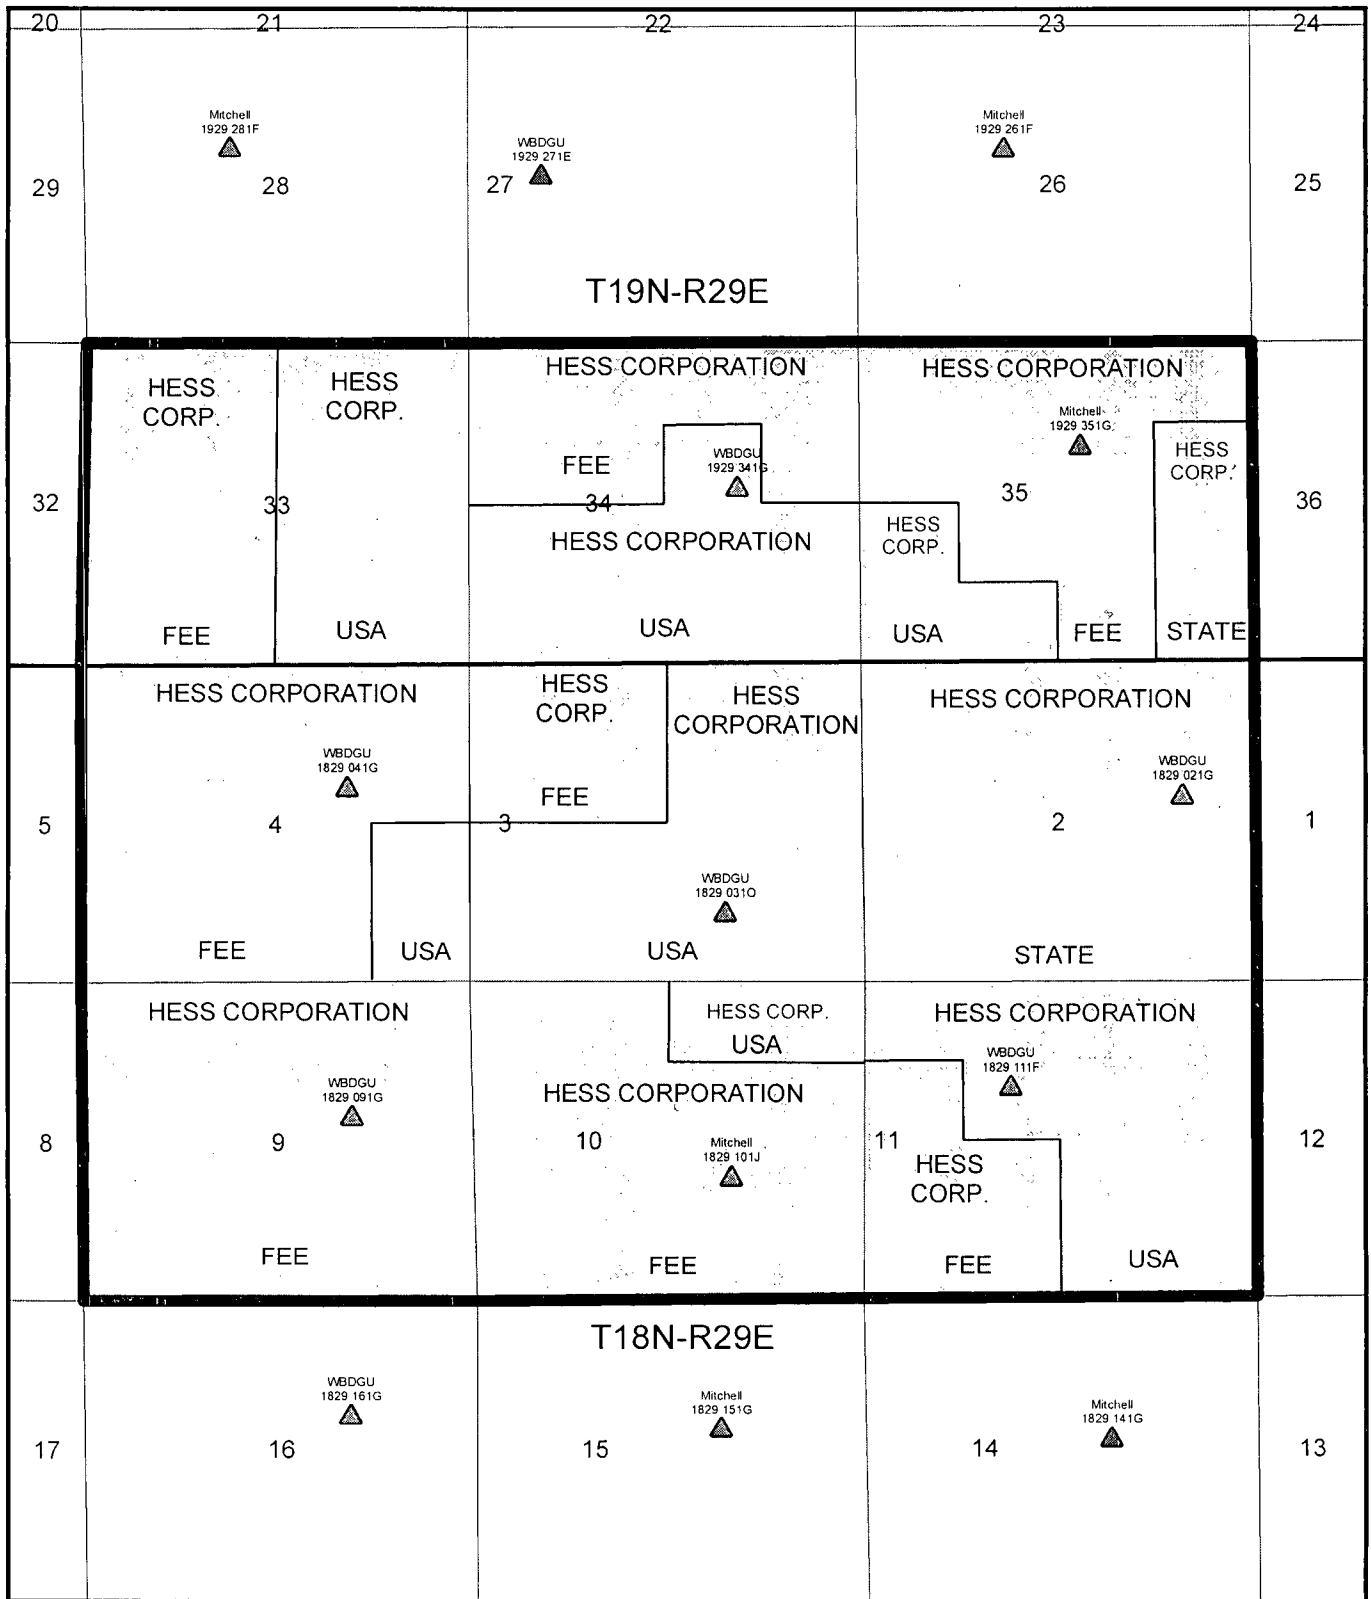 20 21 22 23 24
Mitchell
1929 281F
WBDGU
1929 271E
Mitchell
1929 261F
29 28 27 26 25
T19N-R29E
HESS
CORP.
HESS
CORP.
HESS CORPORATION
HESS CORPORATION
Mitchell
1929 351G
HESS
CORP.
FEE
WBDGU
1929 341G
32 33 34 35 36
HESS CORPORATION
HESS
CORP.
FEE USA USA USA FEE STATE
HESS CORPORATION
HESS
CORP.
HESS
CORPORATION
HESS CORPORATION
WBDGU
1829 041G
FEE
WBDGU
1829 021G
5 4 3 2 1
WBDGU
1829 031O
FEE USA USA STATE
HESS CORPORATION
HESS CORP.
USA
HESS CORPORATION
WBDGU
1829 111F
WBDGU
1829 091G
HESS CORPORATION
8 9 10 11 12
Mitchell
1829 101J
HESS
CORP.
FEE FEE FEE USA
T18N-R29E
WBDGU
1829 161G
Mitchell
1829 151G
Mitchell
1829 141G
17 16 15 14 13